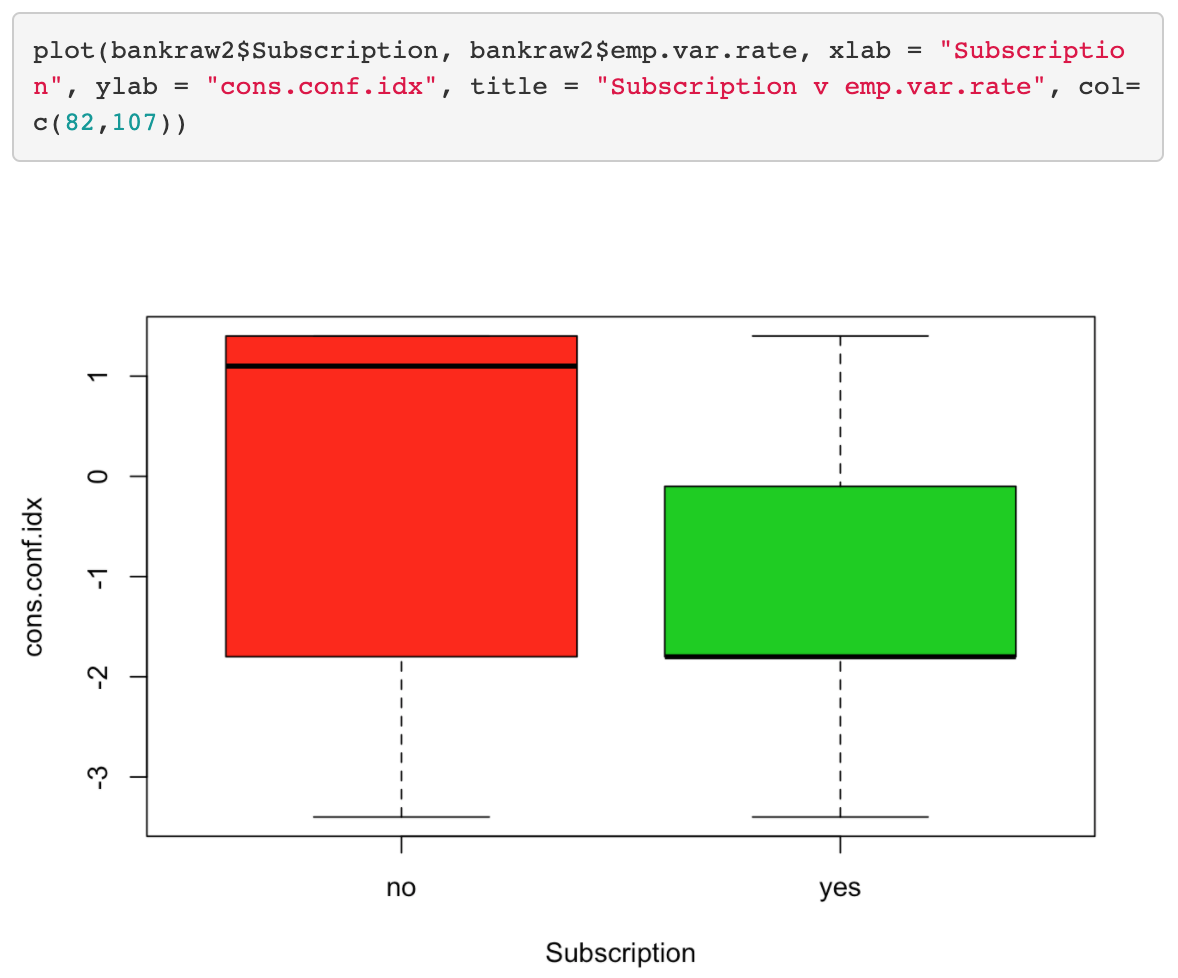 plot(bankraw2$Subscription, bankraw2$emp.var.rate, xlab = "Subscriptio
n", ylab = "cons.conf.idx", title = "Subscription v emp.var.rate", col=
c(82,107))
cons.conf.idx
1
0
-1
-2
-3
no yes
Subscription